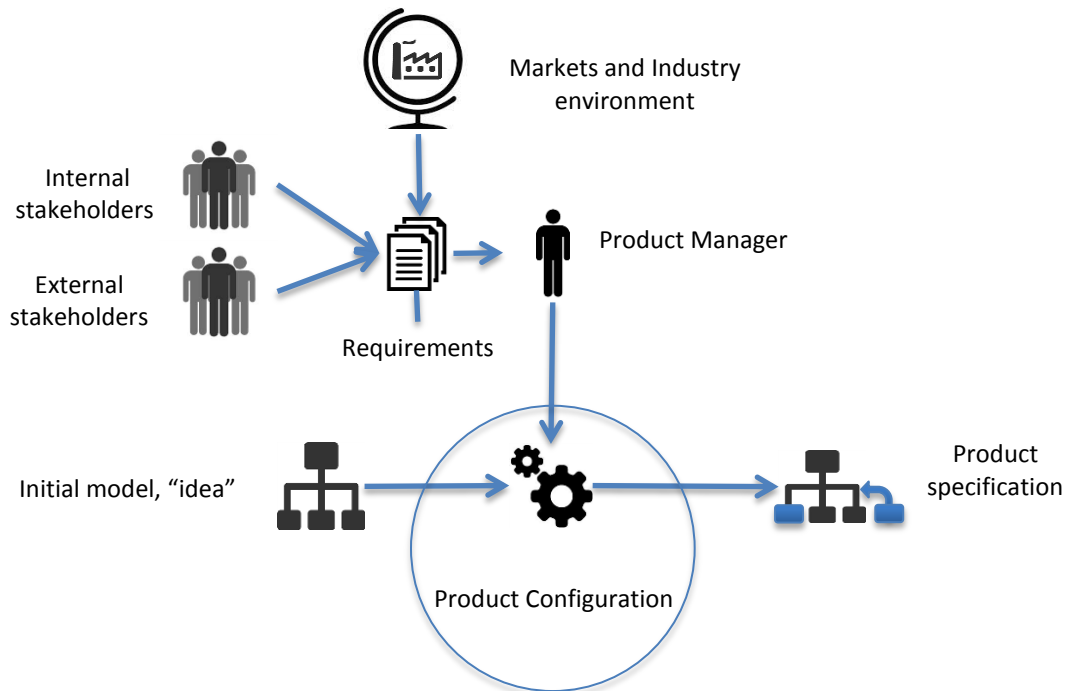 Markets and Industry
environment
Internal
stakeholders
Product Manager
External
stakeholders
Requirements
Initial model, “idea”
Product
specification
Product Configuration